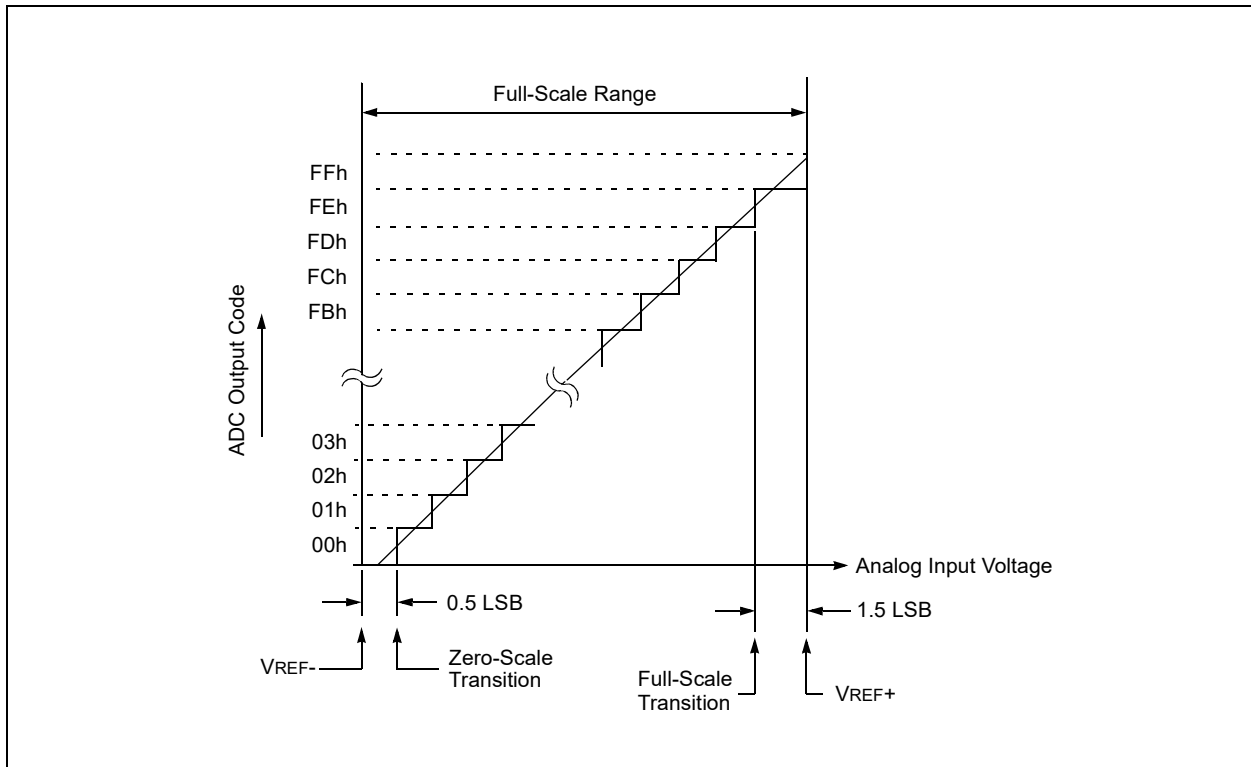 Full-Scale Range
FFh
FEh
FDh
FCh
FBh
ADC Output Code
03h
02h
01h
00h
Analog Input Voltage
0.5 LSB
1.5 LSB
VREF-
Zero-Scale
Transition
Full-Scale
Transition
VREF+